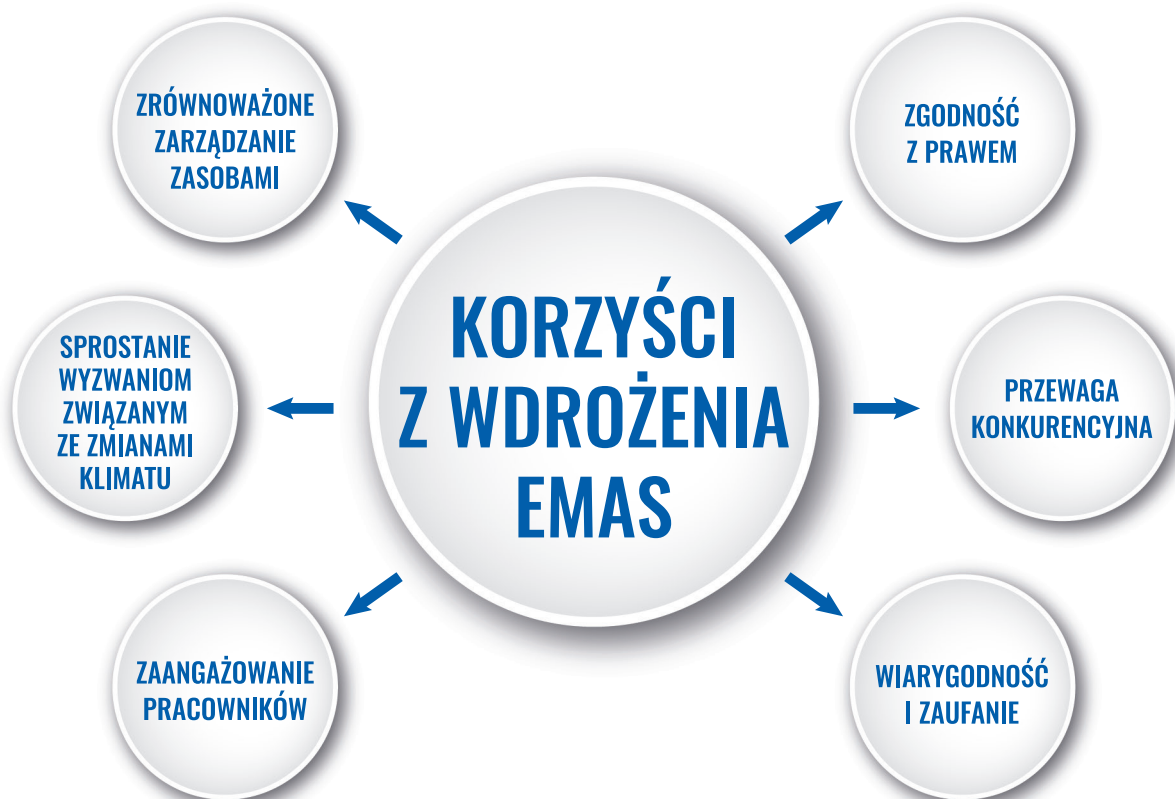 ZRÓWNOWAŻONE
ZARZĄDZANIE
ZASOBAMI
ZGODNOŚĆ
Z PRAWEM
KORZYŚCI
Z WDROŻENIA
EMAS
SPROSTANIE
WYZWANIOM
ZWIĄZANYM
ZE ZMIANAMI
KLIMATU
PRZEWAGA
KONKURENCYJNA
ZAANGAŻOWANIE
PRACOWNIKÓW
WIARYGODNOŚĆ
I ZAUFANIE